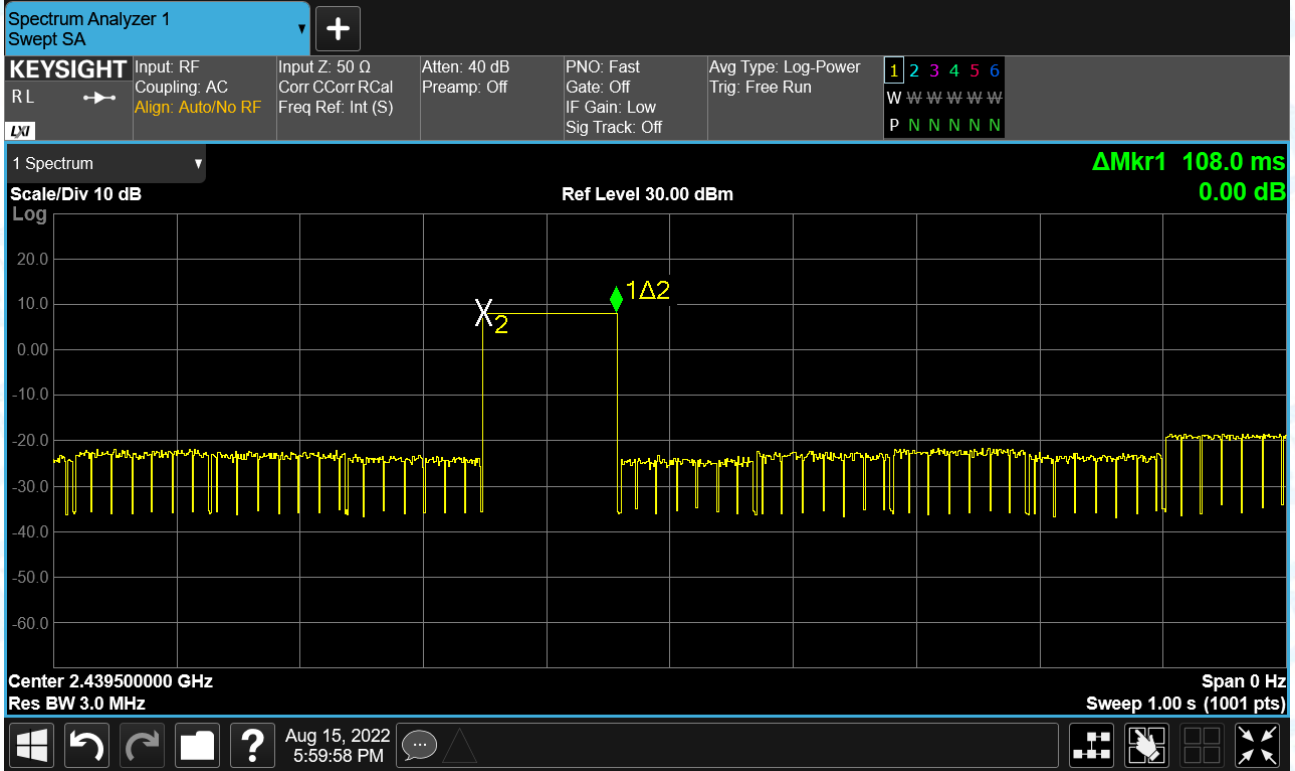 Spectrum Analyzer 1
Swept SA
KEYSIGHT
R L
LXI
Input: RF
Coupling: AC
Align: Auto/No RF
Input Z: 50 Ω
Corr CCorr RCal
Freq Ref: Int (S)
Atten: 40 dB
Preamp: Off
PNO: Fast
Gate: Off
IF Gain: Low
Sig Track: Off
Avg Type: Log-Power
Trig: Free Run
1 2 3 4 5 6
W W W W W W
P N N N N N
1 Spectrum
ΔMkr1 108.0 ms
0.00 dB
Scale/Div 10 dB
Ref Level 30.00 dBm
Log
20.0
10.0
0.00
-10.0
-20.0
-30.0
-40.0
-50.0
-60.0
1Δ2
2
Center 2.439500000 GHz
Span 0 Hz
Res BW 3.0 MHz
Sweep 1.00 s (1001 pts)
Aug 15, 2022
5:59:58 PM